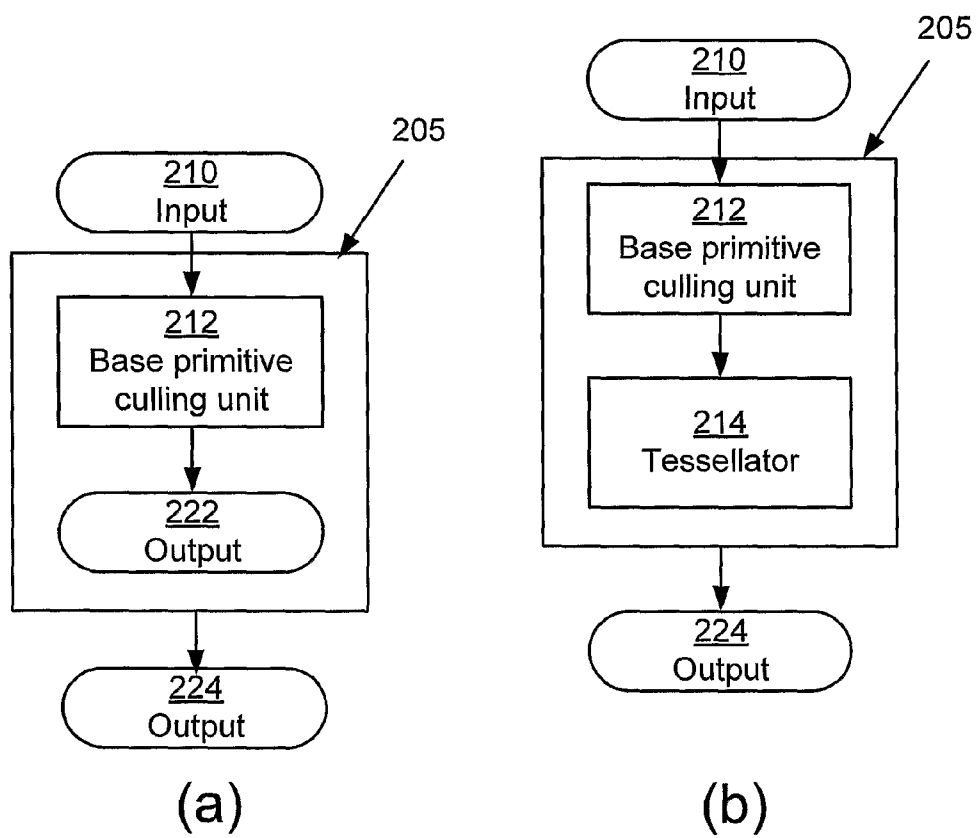 205
210
Input
212
Base primitive
culling unit
222
Output
224
Output
(a)
205
210
Input
212
Base primitive
culling unit
214
Tessellator
224
Output
(b)